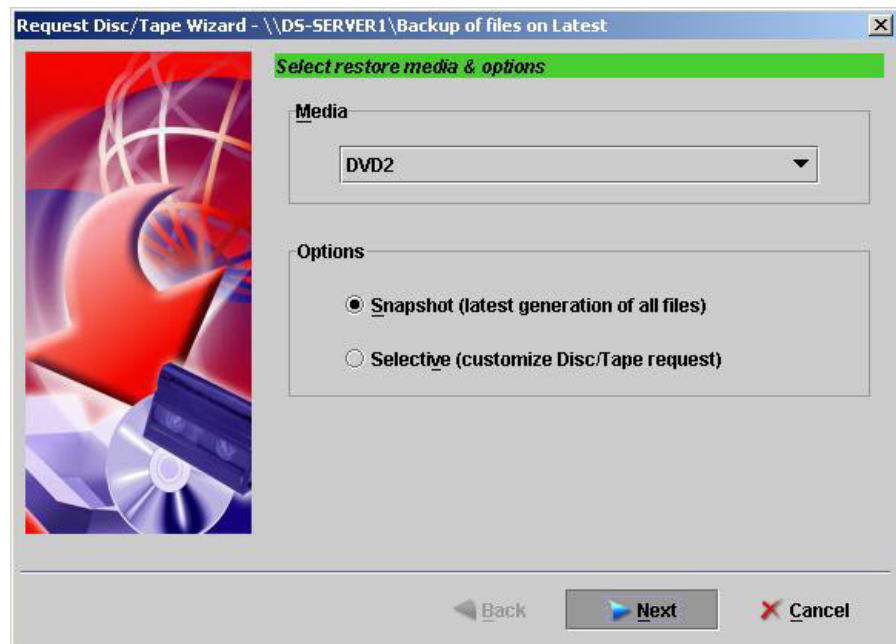 Request Disc/Tape Wizard - \\DS-SERVER1\Backup of files on Latest
Select restore media & options
Media
DVD2
Options
Snapshot (latest generation of all files)
Selective (customize Disc/Tape request)
Back Next Cancel